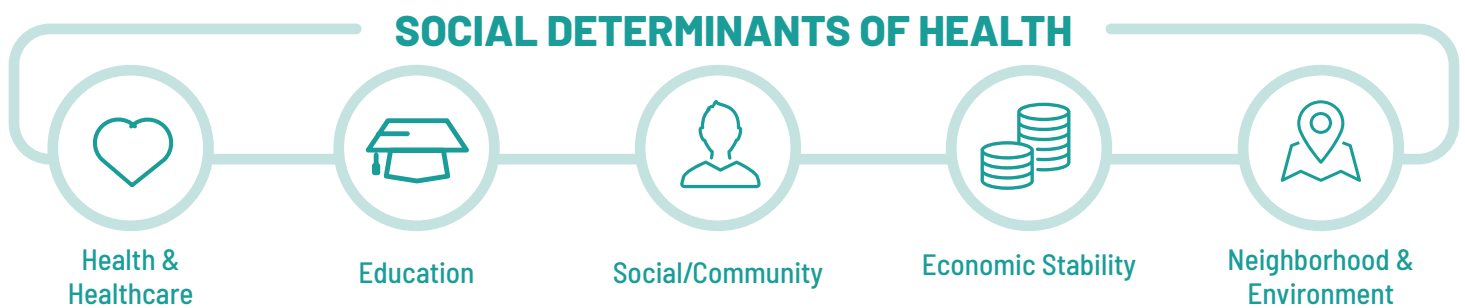 SOCIAL DETERMINANTS OF HEALTH
Health &
Healthcare
Education
Social/Community
Economic Stability
Neighborhood &
Environment